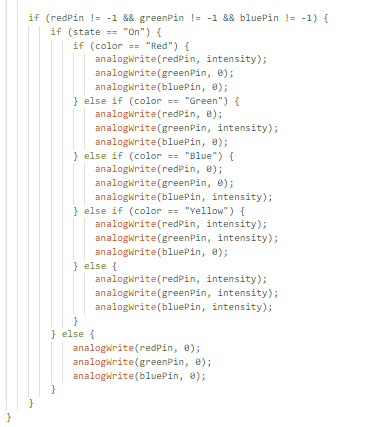 if (redPin != -1 && greenPin != -1 && bluePin != -1) {
if (state == "On") {
if (color == "Red") {
analogWrite(redPin, intensity);
analogWrite(greenPin, 0);
analogWrite(bluePin, 0);
} else if (color == "Green") {
analogWrite(redPin, 0);
analogWrite(greenPin, intensity);
analogWrite(bluePin, 0);
} else if (color == "Blue") {
analogWrite(redPin, 0);
analogWrite(greenPin, 0);
analogWrite(bluePin, intensity);
} else if (color == "Yellow") {
analogWrite(redPin, intensity);
analogWrite(greenPin, intensity);
analogWrite(bluePin, 0);
} else {
analogWrite(redPin, intensity);
analogWrite(greenPin, intensity);
analogWrite(bluePin, intensity);
}
} else {
analogWrite(redPin, 0);
analogWrite(greenPin, 0);
analogWrite(bluePin, 0);
}
}
}